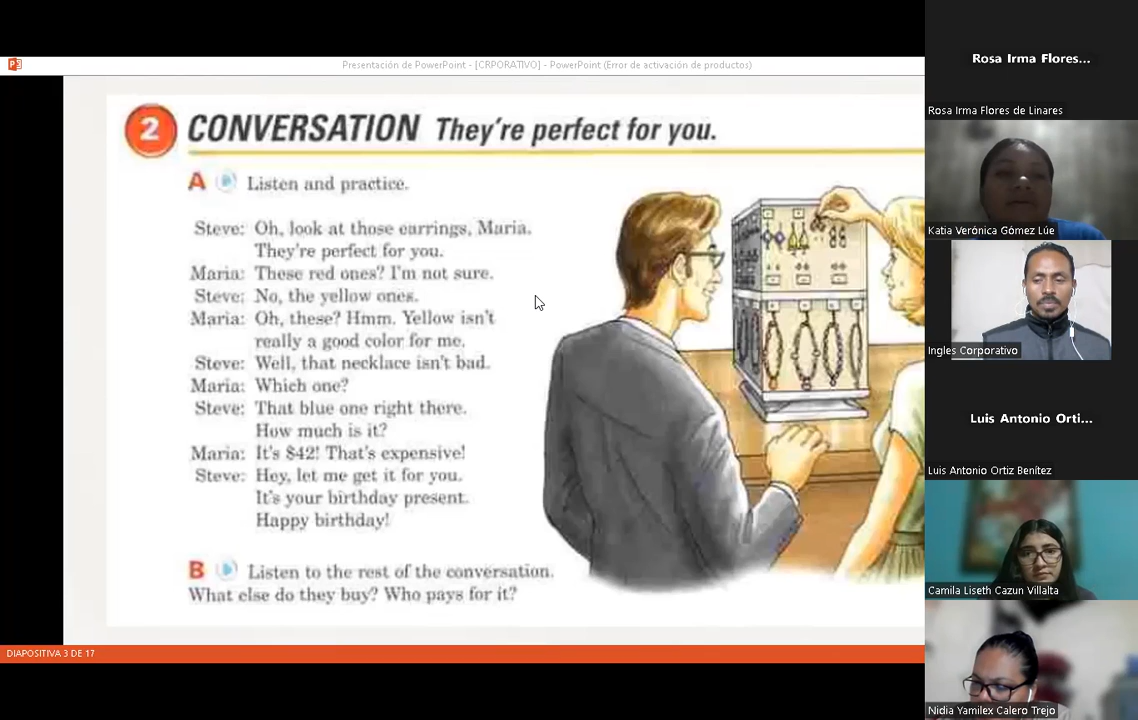 Presentación de PowerPoint - [CRPORATIVO] - PowerPoint (Error de activación de productos)
2 CONVERSATION They're perfect for you.
A Listen and practice.
Steve: Oh, look at those earrings, Maria.
They're perfect for you.
Maria: These red ones? I'm not sure.
Steve: No, the yellow ones.
Maria: Oh, these? Hmm. Yellow isn't
really a good color for me.
Steve: Well, that necklace isn't bad.
Maria: Which one?
Steve: That blue one right there.
How much is it?
Maria: It's $42! That's expensive!
Steve: Hey, let me get it for you.
It's your birthday present.
Happy birthday!
B Listen to the rest of the conversation.
What else do they buy? Who pays for it?
DIAPOSITIVA 3 DE 17
Rosa Irma Flores...
Rosa Irma Flores de Linares
Katia Verónica Gómez Lúe
Ingles Corporativo
Luis Antonio Orti...
Luis Antonio Ortiz Benítez
Camila Liseth Cazun Villalta
Nidia Yamilex Calero Trejo